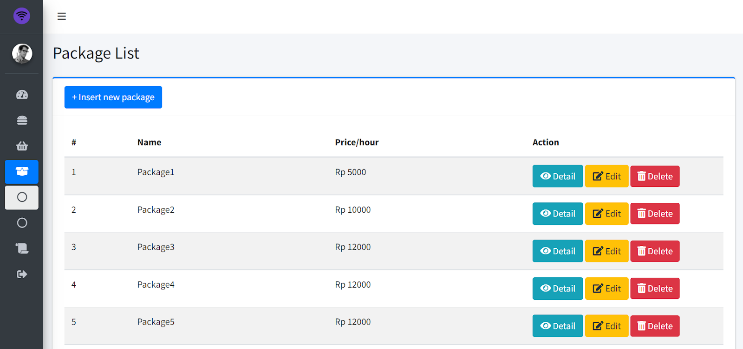 Package List
+ Insert new package
# Name Price/hour Action
1 Package1 Rp 5000 Detail Edit Delete
2 Package2 Rp 10000 Detail Edit Delete
3 Package3 Rp 12000 Detail Edit Delete
4 Package4 Rp 12000 Detail Edit Delete
5 Package5 Rp 12000 Detail Edit Delete